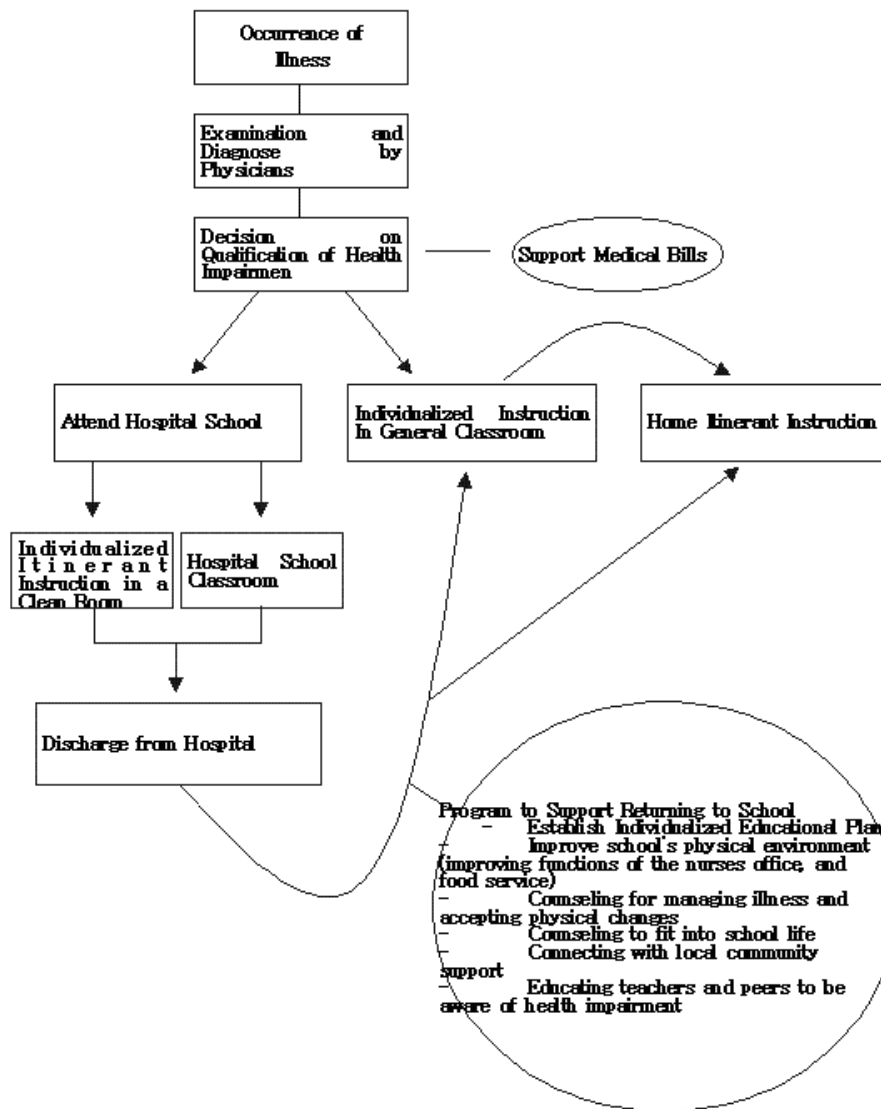 Occurrence of
Illness
Examination and
Diagnose by
Physicians
Decision on
Qualification of Health
Impairmen
Support Medical Bills
Attend Hospital School
Individualized Instruction
In General Classroom
Home Itinerant Instruction
Individualized
Itinerant
Instruction in a
Clean Room
Hospital School
Classroom
Discharge from Hospital
Program to Support Returning to School
- Establish Individualized Educational Plan
- Improve school's physical environment
(improving functions of the nurses office, and
food service)
- Counseling for managing illness and
accepting physical changes
- Counseling to fit into school life
- Connecting with local community
support
- Educating teachers and peers to be
aware of health impairment